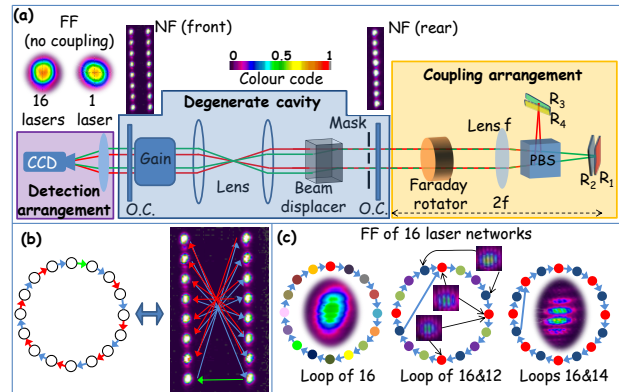 (a)
FF
(no coupling)
16
lasers
1
laser
NF (front)
NF (rear)
0 0.5 1
Colour code
Coupling arrangement
Degenerate cavity
R3
R4
Mask
Lens f
CCD
Gain
PBS
R2 R1
Detection
arrangement
O.C.
Lens
Beam
displacer
O.C.
Faraday
rotator
2f
(b)
(c)
FF of 16 laser networks
Loop of 16
Loop of 16&12
Loops 16&14